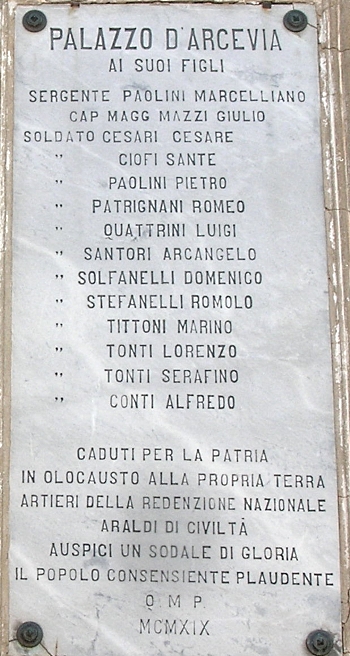 PALAZZO D'ARCEVIA
AI SUOI FIGLI
SERGENTE PAOLINI MARCELLIANO
CAP MAGG MAZZI GIULIO
SOLDATO CESARI CESARE
" CIOFI SANTE
" PAOLINI PIETRO
" PATRIGNANI ROMEO
" QUATTRINI LUIGI
" SANTORI ARCANGELO
" SOLFANELLI DOMENICO
" STEFANELLI ROMOLO
" TITTONI MARINO
" TONTI LORENZO
" TONTI SERAFINO
" CONTI ALFREDO
CADUTI PER LA PATRIA
IN OLOCAUSTO ALLA PROPRIA TERRA
ARTIERI DELLA REDENZIONE NAZIONALE
ARALDI DI CIVILTÀ
AUSPICI UN SODALE DI GLORIA
IL POPOLO CONSENSIENTE PLAUDENTE
Q M P
MCMXIX